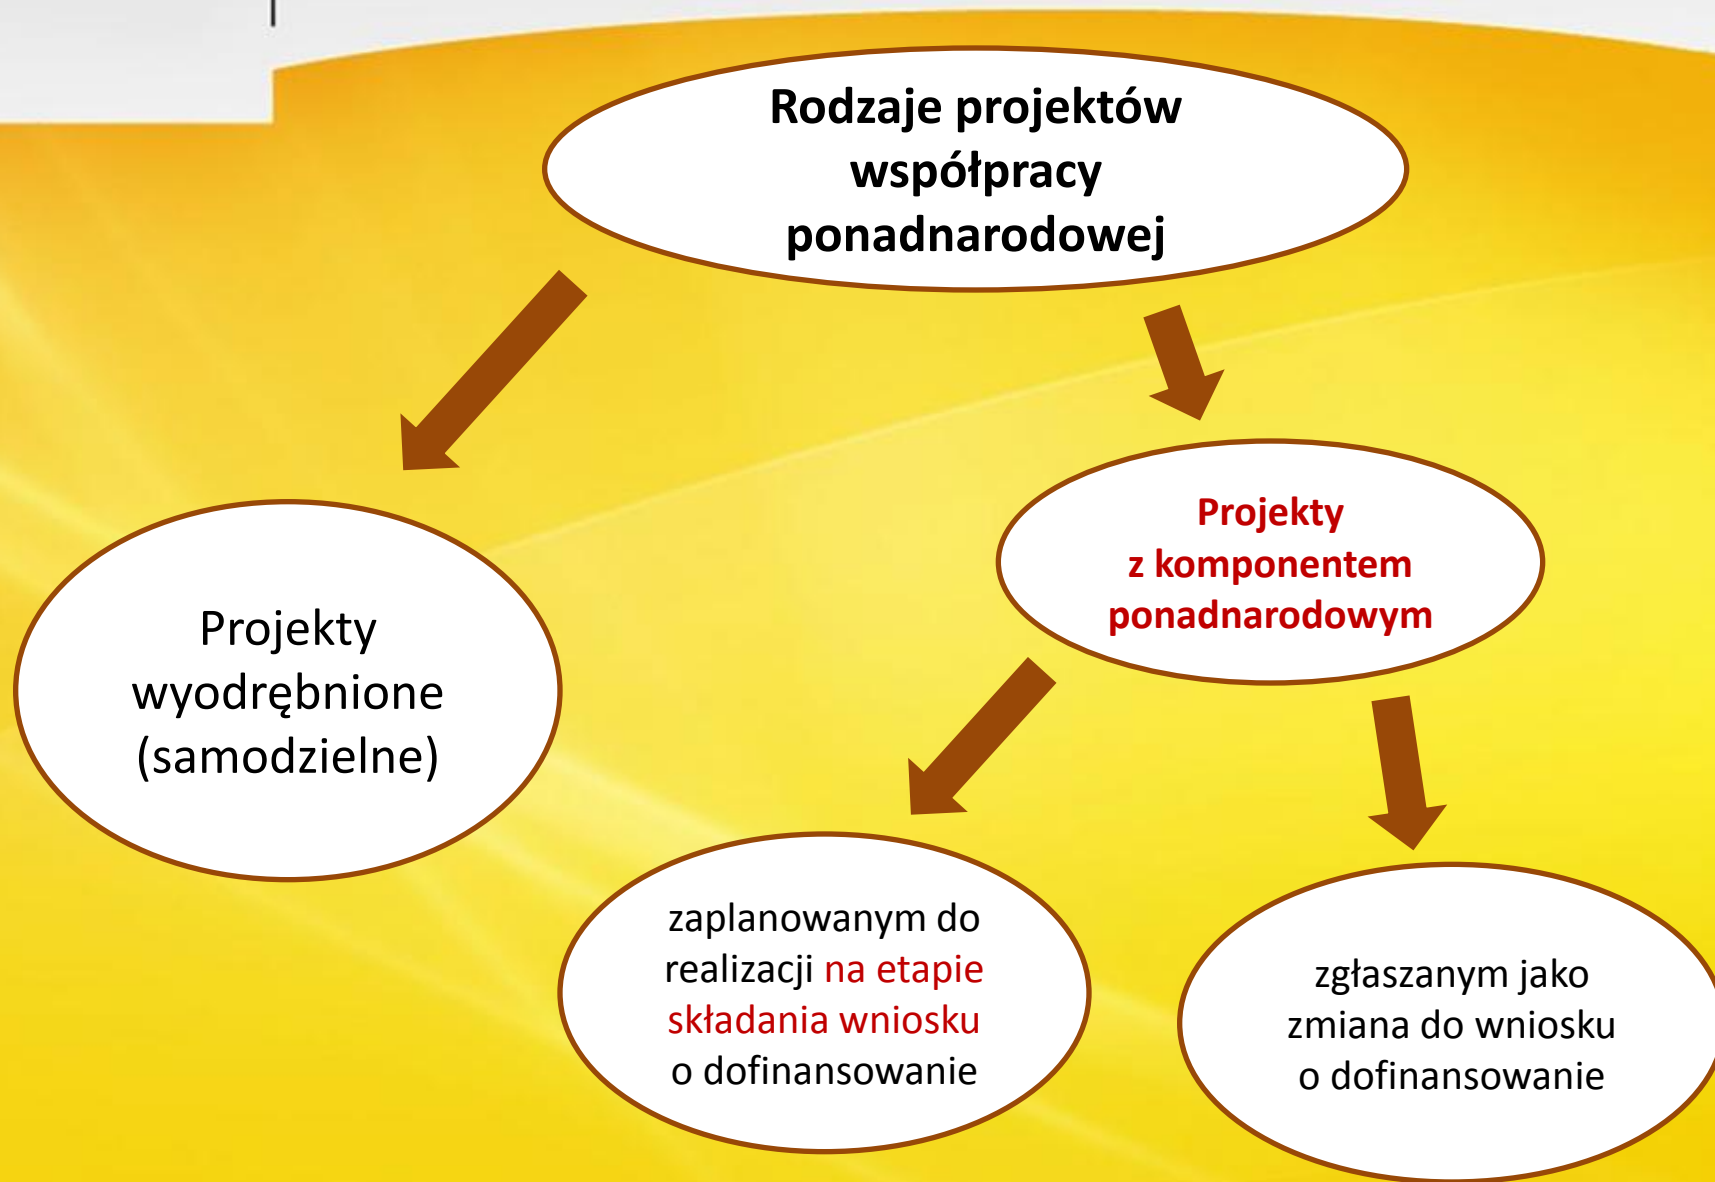 Rodzaje projektów
współpracy
ponadnarodowej
Projekty
wyodrębnione
(samodzielne)
Projekty
z komponentem
ponadnarodowym
zaplanowanym do
realizacji na etapie
składania wniosku
o dofinansowanie
zgłaszanym jako
zmiana do wniosku
o dofinansowanie